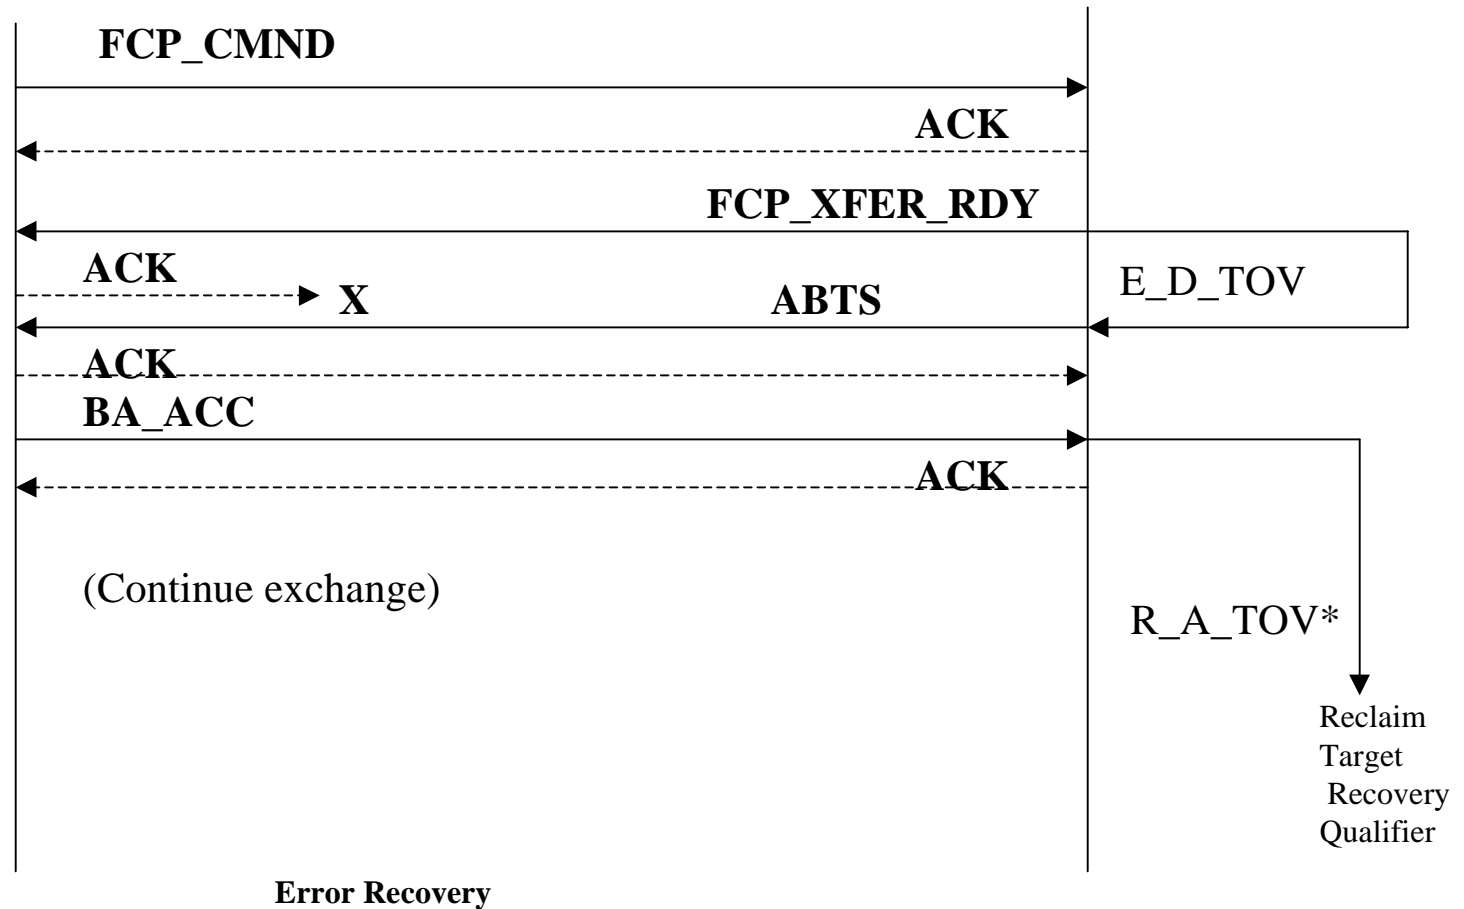 FCP_CMND
ACK
FCP_XFER_RDY
ACK
E_D_TOV
X
ABTS
ACK
BA_ACC
ACK
(Continue exchange)
R_A_TOV*
Reclaim
Target
Recovery
Qualifier
Error Recovery